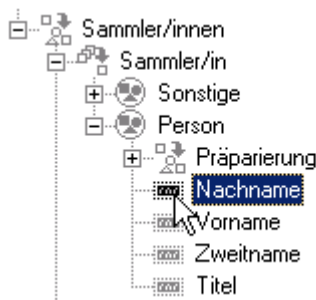 Sammler/innen
Sammler/in
Sonstige
Person
Präparierung
Nachname
Vorname
Zweitname
Titel